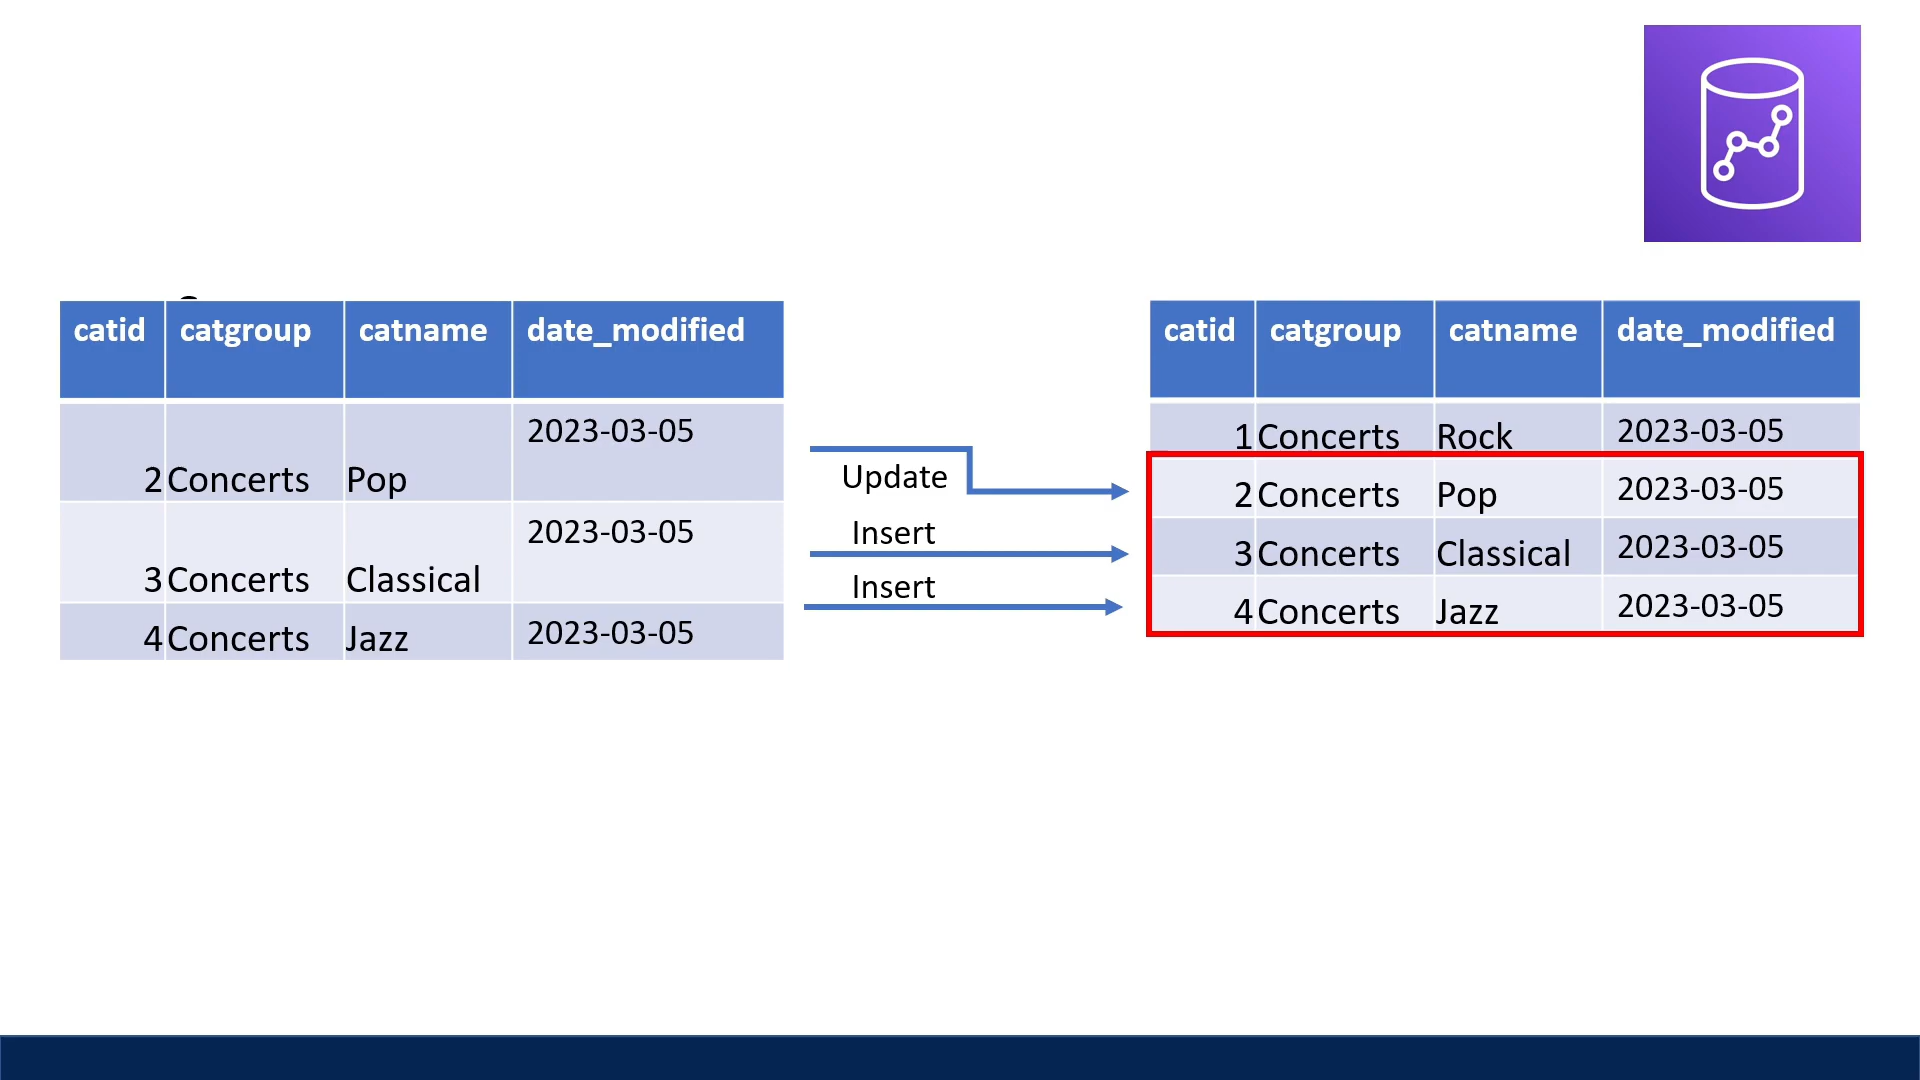 catid catgroup catname date_modified
2 Concerts Pop 2023-03-05
3 Concerts Classical 2023-03-05
4 Concerts Jazz 2023-03-05
Update
Insert
Insert
catid catgroup catname date_modified
1 Concerts Rock 2023-03-05
2 Concerts Pop 2023-03-05
3 Concerts Classical 2023-03-05
4 Concerts Jazz 2023-03-05